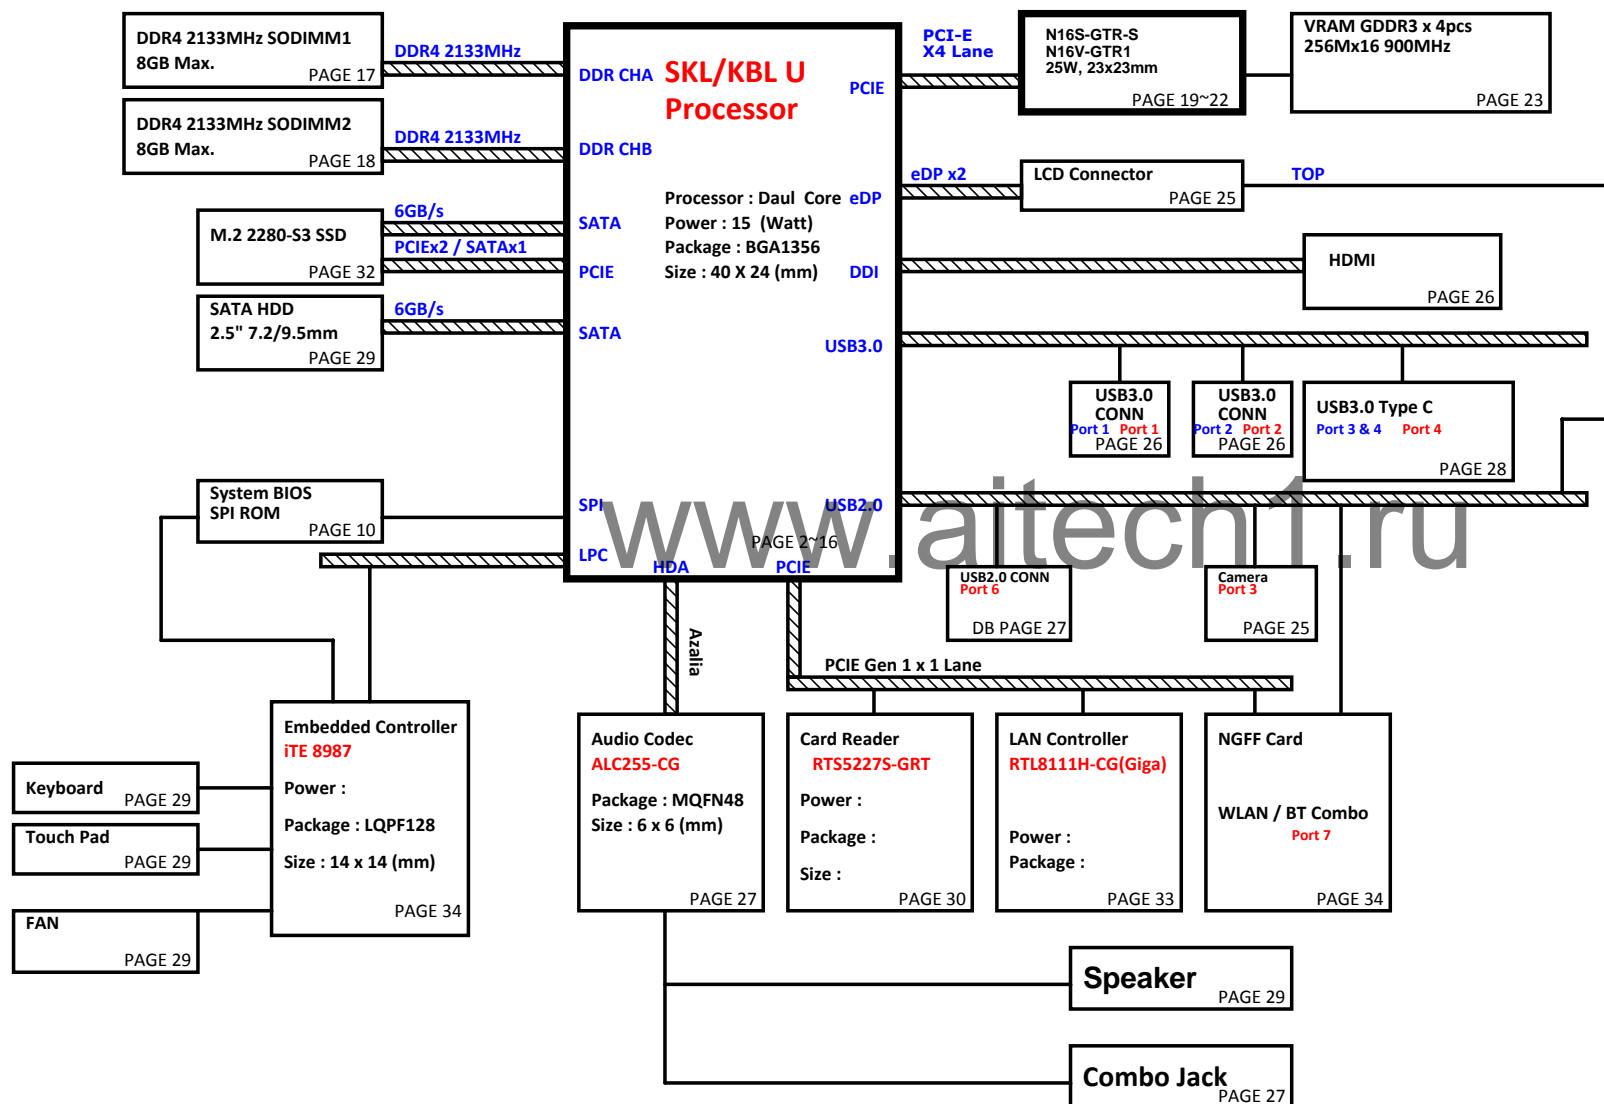 DDR4 2133MHz SODIMM1
8GB Max.
PAGE 17
DDR4 2133MHz
DDR4 2133MHz SODIMM2
8GB Max.
PAGE 18
DDR4 2133MHz
M.2 2280-S3 SSD
PAGE 32
6GB/s
PCIEx2 / SATAx1
SATA HDD
2.5" 7.2/9.5mm
PAGE 29
6GB/s
System BIOS
SPI ROM
PAGE 10
DDR CHA
DDR CHB
SATA
PCIE
SATA
SPI
LPC
SKL/KBL U
Processor
Processor : Daul  Core
Power : 15  (Watt)
Package : BGA1356
Size : 40 X 24 (mm)
PCIE
eDP
DDI
USB3.0
USB2.0
PAGE 2~16
HDA
PCIE
PCI-E
X4 Lane
N16S-GTR-S
N16V-GTR1
25W, 23x23mm
PAGE 19~22
VRAM GDDR3 x 4pcs
256Mx16 900MHz
PAGE 23
eDP x2
LCD Connector
PAGE 25
TOP
HDMI
PAGE 26
USB3.0
CONN
Port 1 Port 1
PAGE 26
USB3.0
CONN
Port 2 Port 2
PAGE 26
USB3.0 Type C
Port 3 & 4 Port 4
PAGE 28
www.aitech1.ru
USB2.0 CONN
Port 6
DB PAGE 27
Camera
Port 3
PAGE 25
Azalia
PCIE Gen 1 x 1 Lane
Embedded Controller
iTE 8987
Power :
Package : LQPF128
Size : 14 x 14 (mm)
PAGE 34
Keyboard
PAGE 29
Touch Pad
PAGE 29
FAN
PAGE 29
Audio Codec
ALC255-CG
Package : MQFN48
Size : 6 x 6 (mm)
PAGE 27
Card Reader
RTS5227S-GRT
Power :
Package :
Size :
PAGE 30
LAN Controller
RTL8111H-CG(Giga)
Power :
Package :
PAGE 33
NGFF Card
WLAN / BT Combo
Port 7
PAGE 34
Speaker
PAGE 29
Combo Jack
PAGE 27